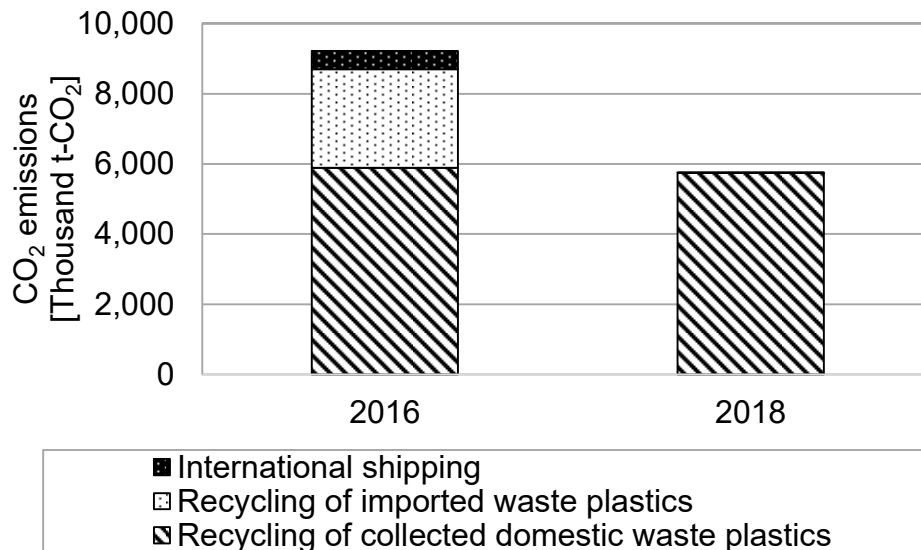 10,000
8,000
6,000
4,000
2,000
0
CO₂ emissions
[Thousand t-CO₂]
2016
2018
International shipping
Recycling of imported waste plastics
Recycling of collected domestic waste plastics